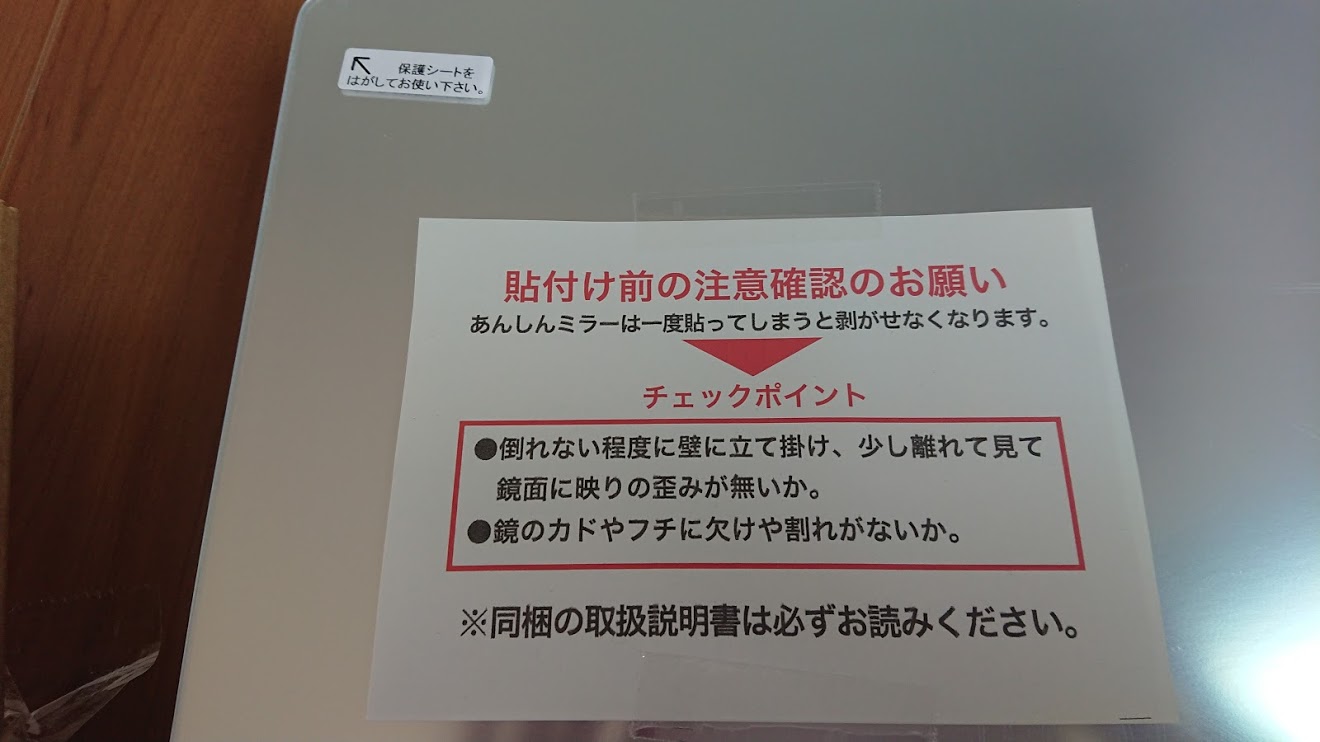 保護シートを
はがしてお使い下さい。
貼付け前の注意確認のお願い
あんしんミラーは一度貼ってしまうと剥がせなくなります。
チェックポイント
●倒れない程度に壁に立て掛け、少し離れて見て
鏡面に映りの歪みが無いか。
●鏡のカドやフチに欠けや割れがないか。
※同梱の取扱説明書は必ずお読みください。